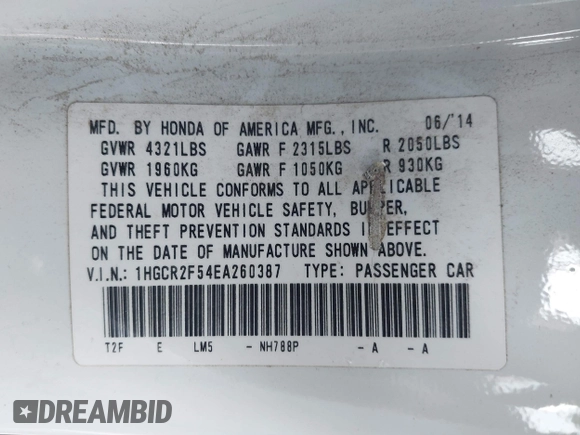 MFD. BY HONDA OF AMERICA MFG., INC. 06/'14
GVWR 4321LBS GAWR F 2315LBS R 2050LBS
GVWR 1960KG GAWR F 1050KG R 930KG
THIS VEHICLE CONFORMS TO ALL APPLICABLE
FEDERAL MOTOR VEHICLE SAFETY, BUMPER,
AND THEFT PREVENTION STANDARDS IN EFFECT
ON THE DATE OF MANUFACTURE SHOWN ABOVE.
V.I.N.: 1HGCR2F54EA260387 TYPE: PASSENGER CAR
T2F E LM5 - NH788P - A - A
DREAMBID